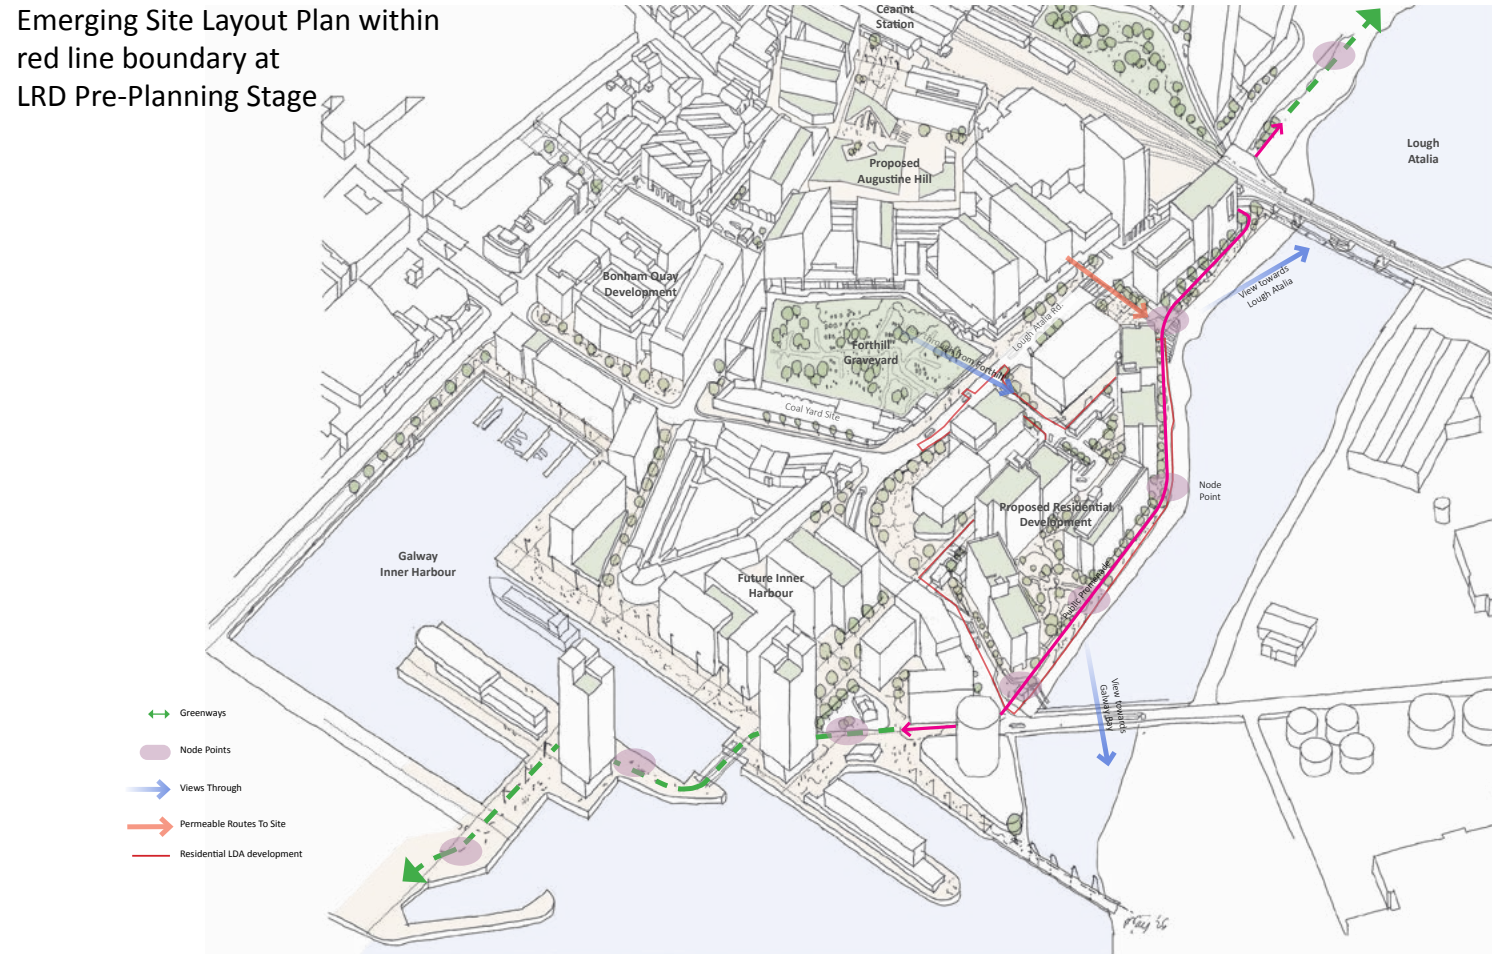 Emerging Site Layout Plan within
red line boundary at
LRD Pre-Planning Stage
Ceannt
Station
Lough
Atalia
Proposed
Augustine Hill
Bonham Quay
Development
View towards
Lough Atalia
Lough Atalia Rd.
Forthill
Graveyard
Through from Forthill
Coal Yard Site
Node
Point
Proposed Residential
Development
Galway
Inner Harbour
Future Inner
Harbour
Public Promenade
View towards
Galway Bay
Greenways
Node Points
Views Through
Permeable Routes To Site
Residential LDA development